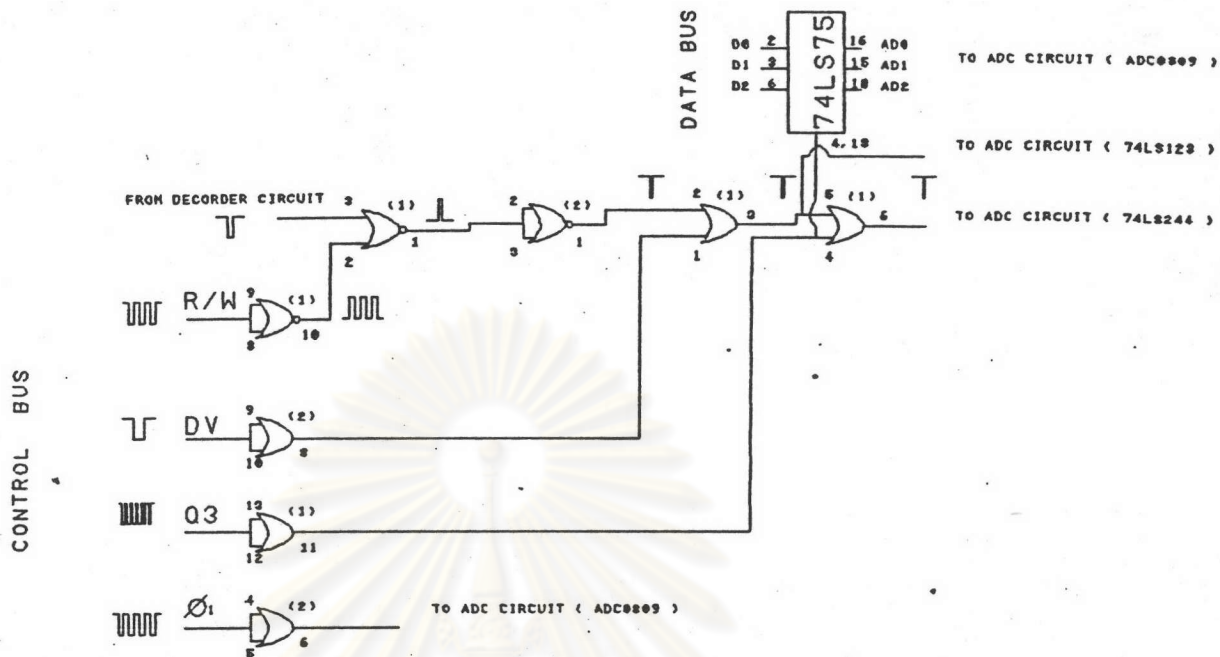 DATA BUS
74LS75
D0 2 16 AD0
D1 3 15 AD1
D2 6 10 AD2
4,13
TO ADC CIRCUIT ( ADC0809 )
TO ADC CIRCUIT ( 74LS123 )
TO ADC CIRCUIT ( 74LS244 )
FROM DECORDER CIRCUIT
3 (1)
2 1
2 (2)
3 1
2 (1)
1 3
5 (1)
4 6
CONTROL BUS
R/W 9 (1)
8 10
DV 9 (2)
10 8
Q3 13 (1)
12 11
Ø1 4 (2)
5 6
TO ADC CIRCUIT ( ADC0809 )